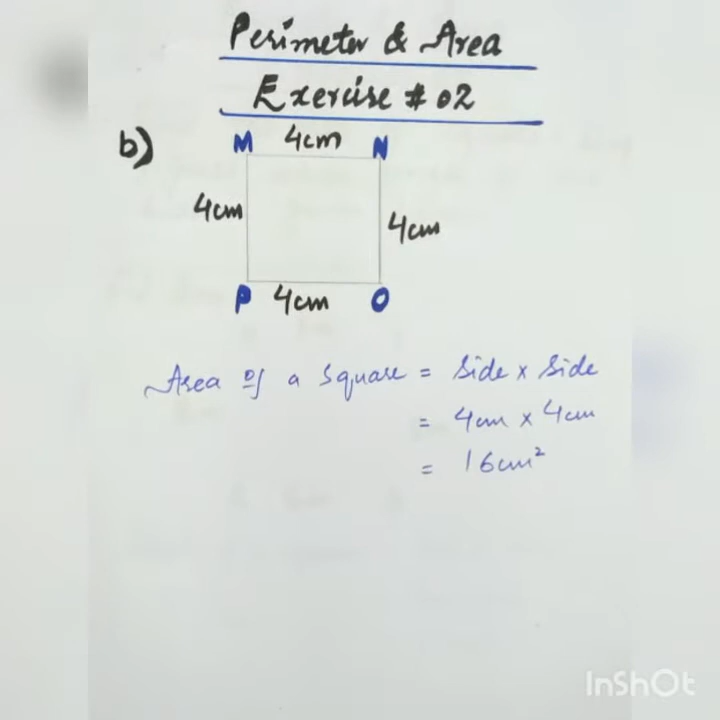 Perimeter & Area
Exercise # 02
b)
M 4cm N
4cm
4cm
P 4cm O
Area of a square = Side x Side
= 4cm x 4cm
= 16cm²
InShOt